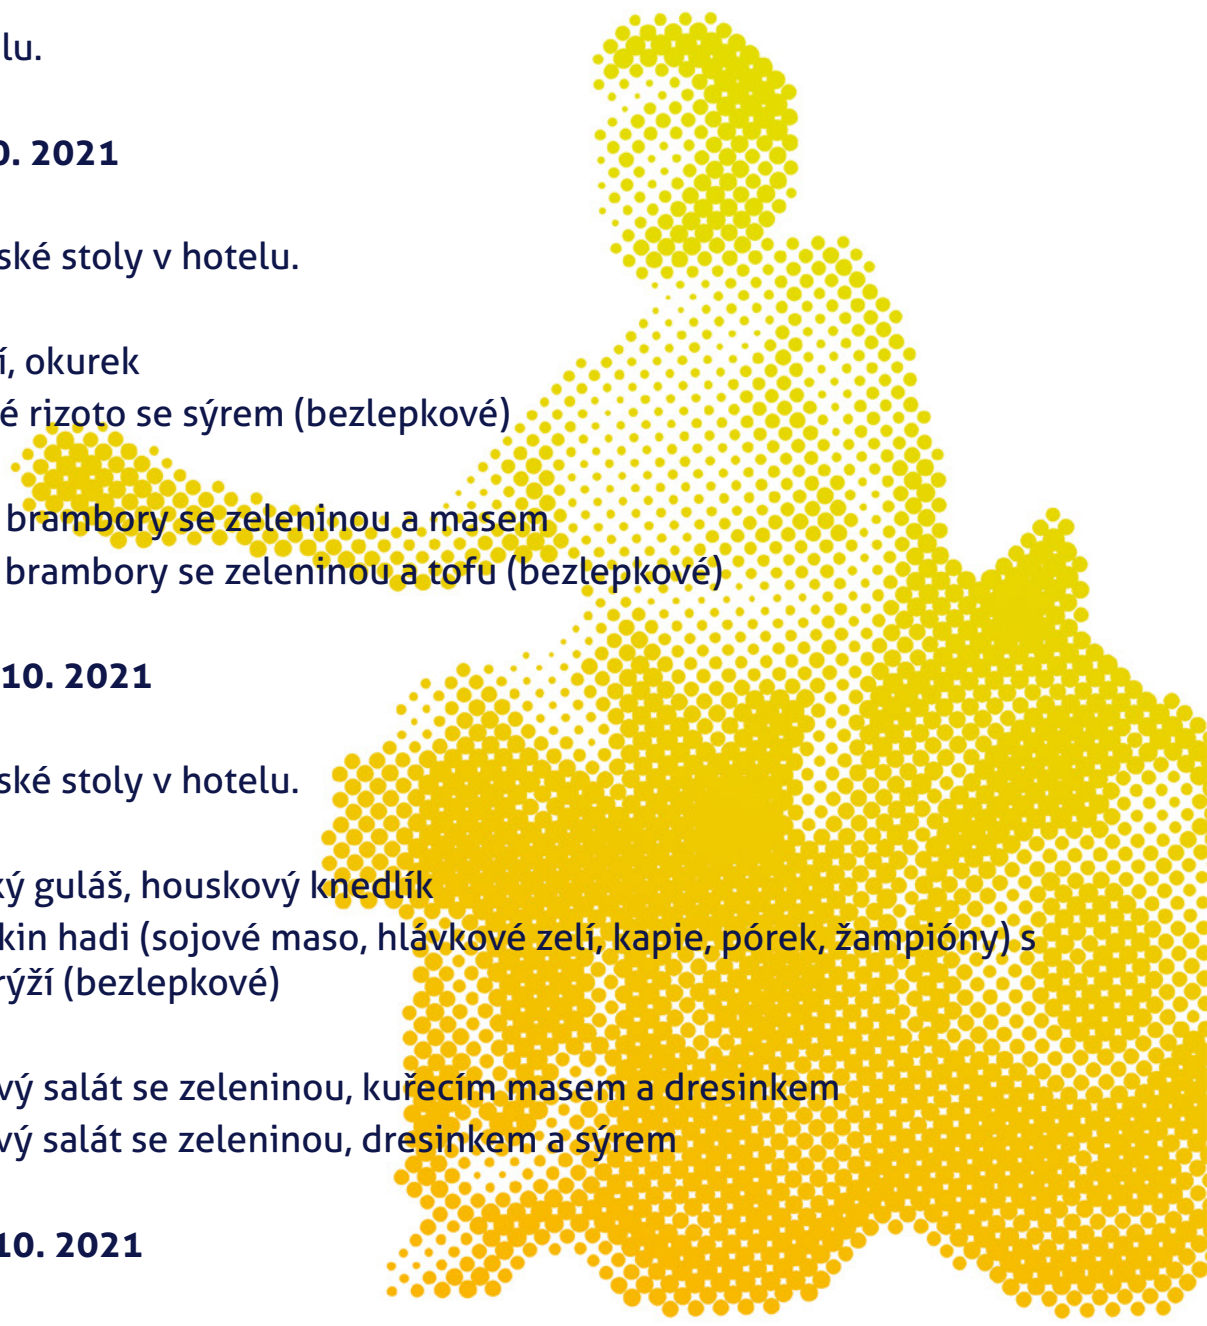 lu.
0. 2021
ské stoly v hotelu.
í, okurek
é rizoto se sýrem (bezlepkové)
brambory se zeleninou a masem
brambory se zeleninou a tofu (bezlepkové)
10. 2021
ské stoly v hotelu.
ký guláš, houskový knedlík
kin hadi (sojové maso, hlávkové zelí, kapie, pórek, žampióny) s
rýží (bezlepkové)
vý salát se zeleninou, kuřecím masem a dresinkem
vý salát se zeleninou, dresinkem a sýrem
10. 2021